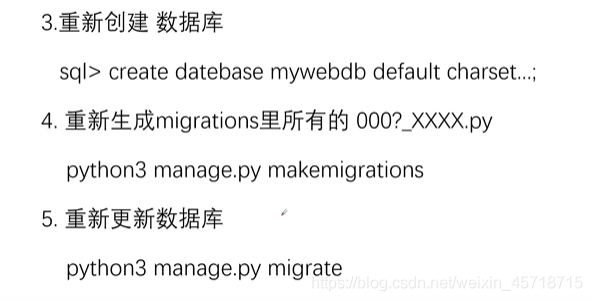 3.重新创建 数据库
sql> create datebase mywebdb default charset...;
4. 重新生成migrations里所有的 000?_XXXX.py
python3 manage.py makemigrations
5. 重新更新数据库
python3 manage.py migrate
https://blog.csdn.net/weixin_45718715